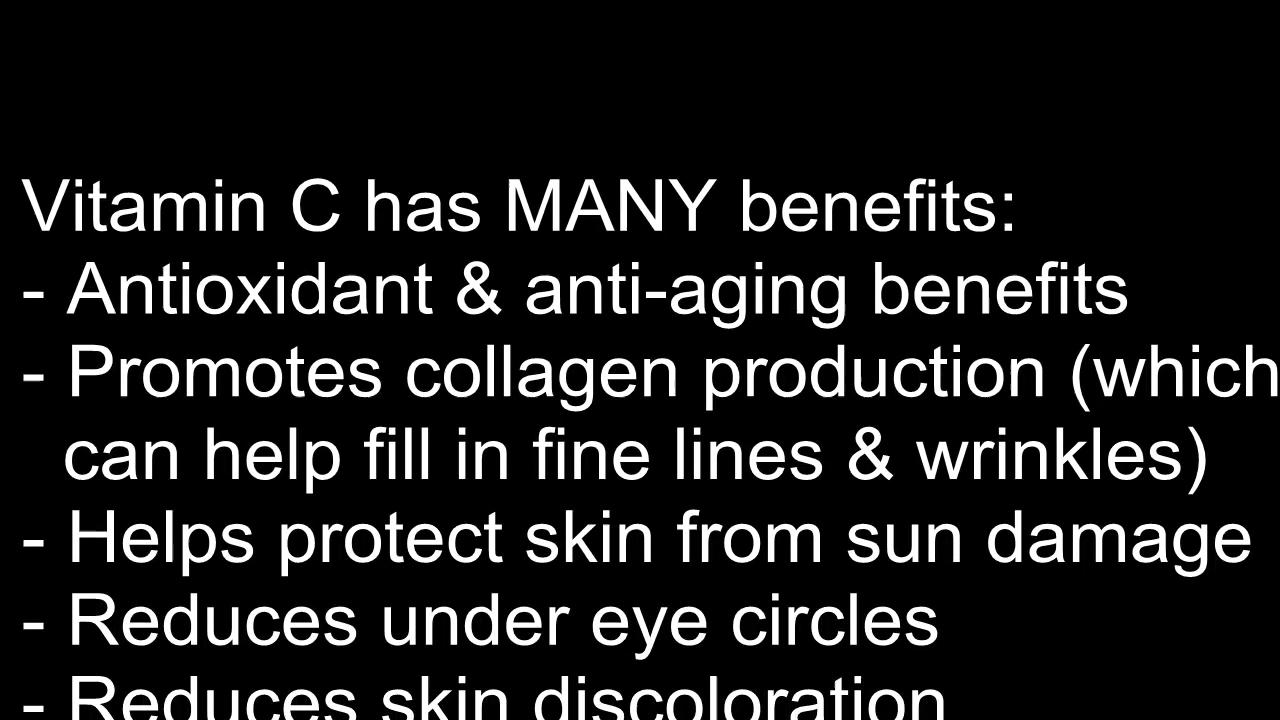 Vitamin C has MANY benefits:
- Antioxidant & anti-aging benefits
- Promotes collagen production (which
can help fill in fine lines & wrinkles)
- Helps protect skin from sun damage
- Reduces under eye circles
- Reduces skin discoloration